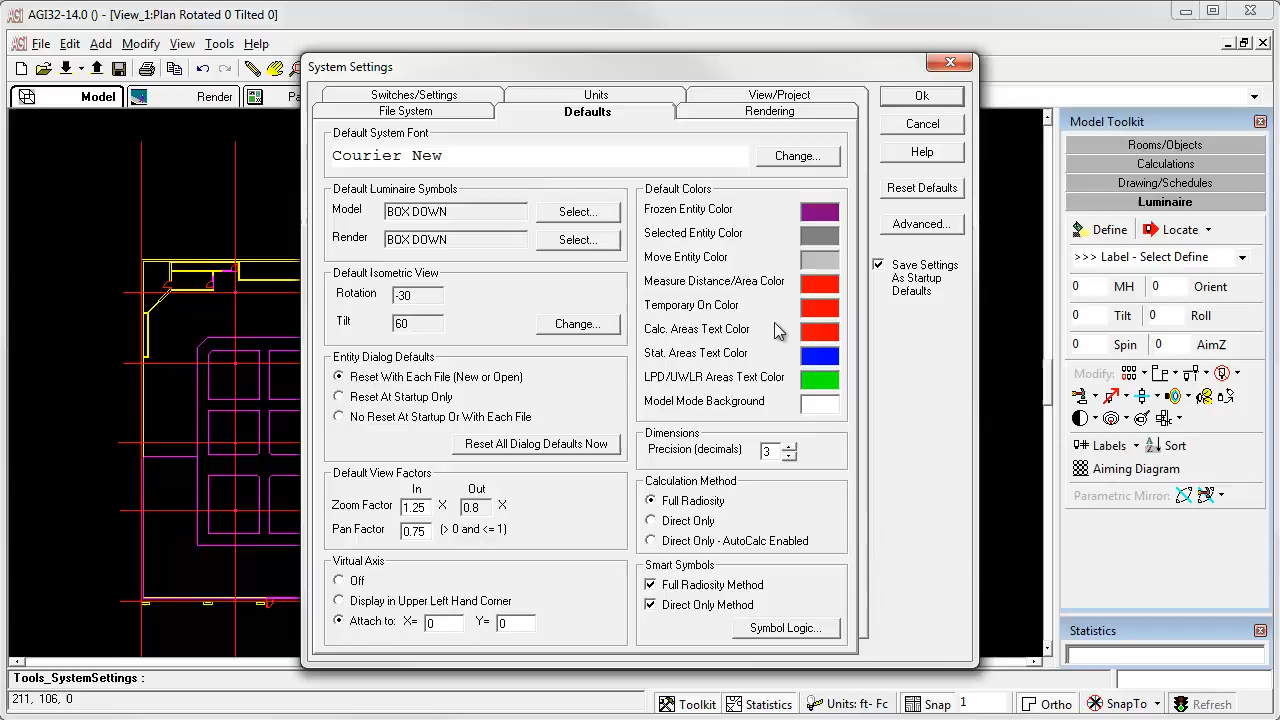 AGI32-14.0 () - [View_1:Plan Rotated 0 Tilted 0]
File Edit Add Modify View Tools Help
Model Render
System Settings
Switches/Settings Units View/Project
File System Defaults Rendering
Ok
Cancel
Help
Reset Defaults
Advanced...
Save Settings
As Startup
Defaults
Default System Font
Courier New Change...
Default Luminaire Symbols
Model BOX DOWN Select...
Render BOX DOWN Select...
Default Isometric View
Rotation -30
Tilt 60 Change...
Entity Dialog Defaults
Reset With Each File (New or Open)
Reset At Startup Only
No Reset At Startup Or With Each File
Reset All Dialog Defaults Now
Default View Factors
In Out
Zoom Factor 1.25 X 0.8 X
Pan Factor 0.75 (> 0 and <= 1)
Virtual Axis
Off
Display in Upper Left Hand Corner
Attach to: X= 0 Y= 0
Default Colors
Frozen Entity Color
Selected Entity Color
Move Entity Color
Measure Distance/Area Color
Temporary On Color
Calc. Areas Text Color
Stat. Areas Text Color
LPD/UWLR Areas Text Color
Model Mode Background
Dimensions
Precision (decimals) 3
Calculation Method
Full Radiosity
Direct Only
Direct Only - AutoCalc Enabled
Smart Symbols
Full Radiosity Method
Direct Only Method
Symbol Logic...
Model Toolkit
Rooms/Objects
Calculations
Drawing/Schedules
Luminaire
Define Locate
>>> Label - Select Define
0 MH 0 Orient
0 Tilt 0 Roll
0 Spin 0 AimZ
Modify:
Labels Sort
Aiming Diagram
Parametric Mirror:
Statistics
Tools_SystemSettings :
211, 106, 0
Toolkit Statistics Units: ft- Fc Snap 1 Ortho SnapTo Refresh